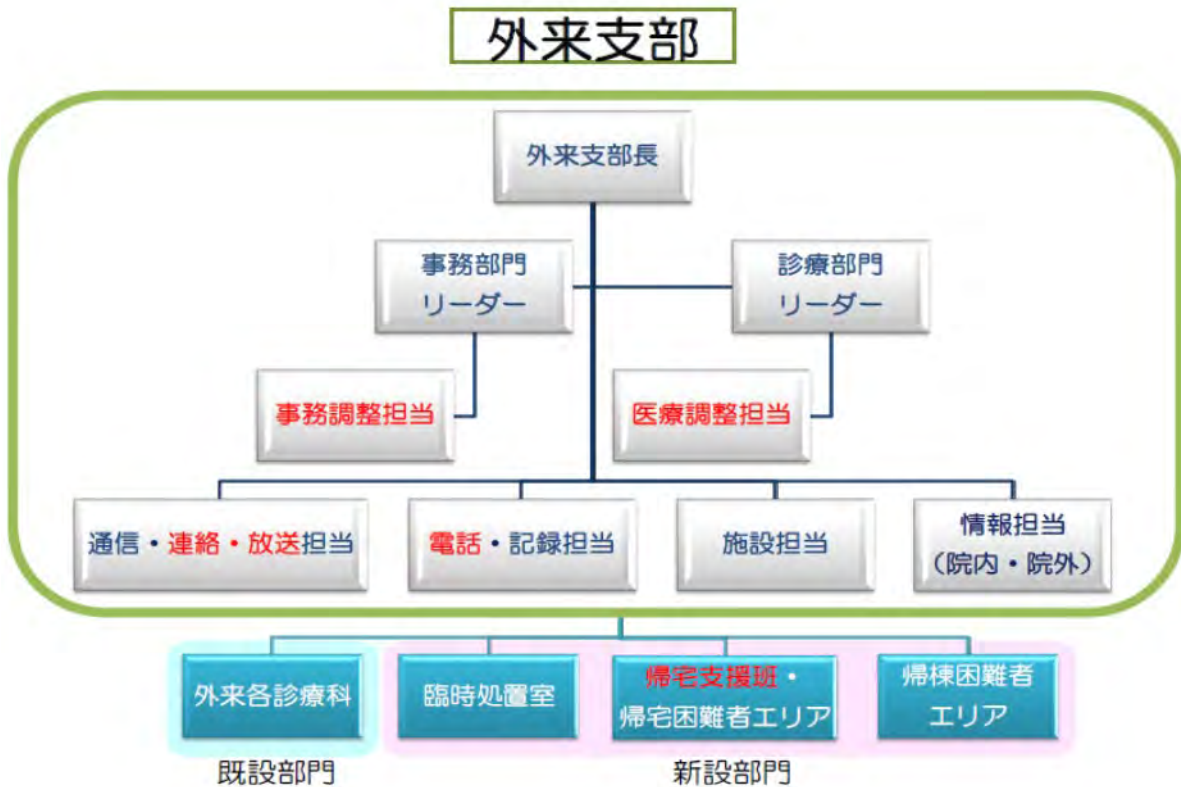 外来支部
外来支部長
事務部門
リーダー
診療部門
リーダー
事務調整担当
医療調整担当
通信・連絡・放送担当
電話・記録担当
施設担当
情報担当
（院内・院外）
外来各診療科
臨時処置室
帰宅支援班・
帰宅困難者エリア
帰棟困難者
エリア
既設部門
新設部門